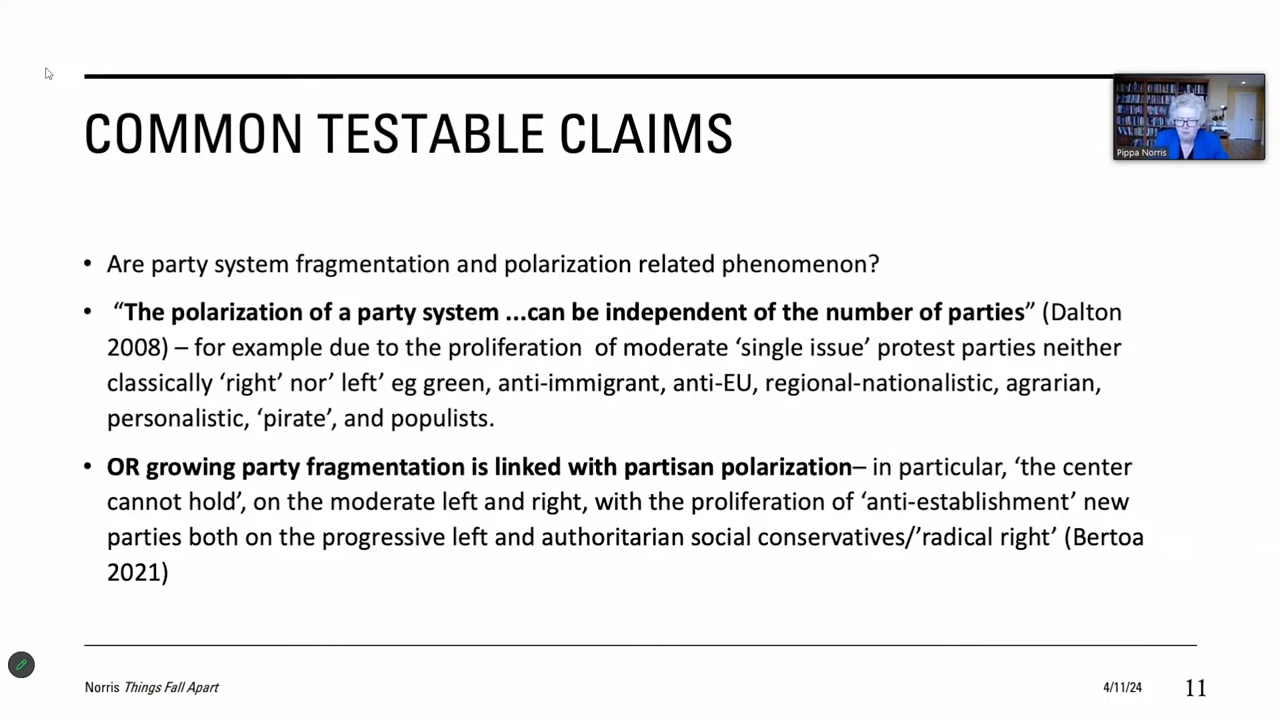 COMMON TESTABLE CLAIMS
Pippa Norris
• Are party system fragmentation and polarization related phenomenon?
• “The polarization of a party system ...can be independent of the number of parties” (Dalton
2008) – for example due to the proliferation of moderate ‘single issue’ protest parties neither
classically ‘right’ nor’ left’ eg green, anti-immigrant, anti-EU, regional-nationalistic, agrarian,
personalistic, ‘pirate’, and populists.
• OR growing party fragmentation is linked with partisan polarization– in particular, ‘the center
cannot hold’, on the moderate left and right, with the proliferation of ‘anti-establishment’ new
parties both on the progressive left and authoritarian social conservatives/’radical right’ (Bertoa
2021)
Norris Things Fall Apart
4/11/24
11